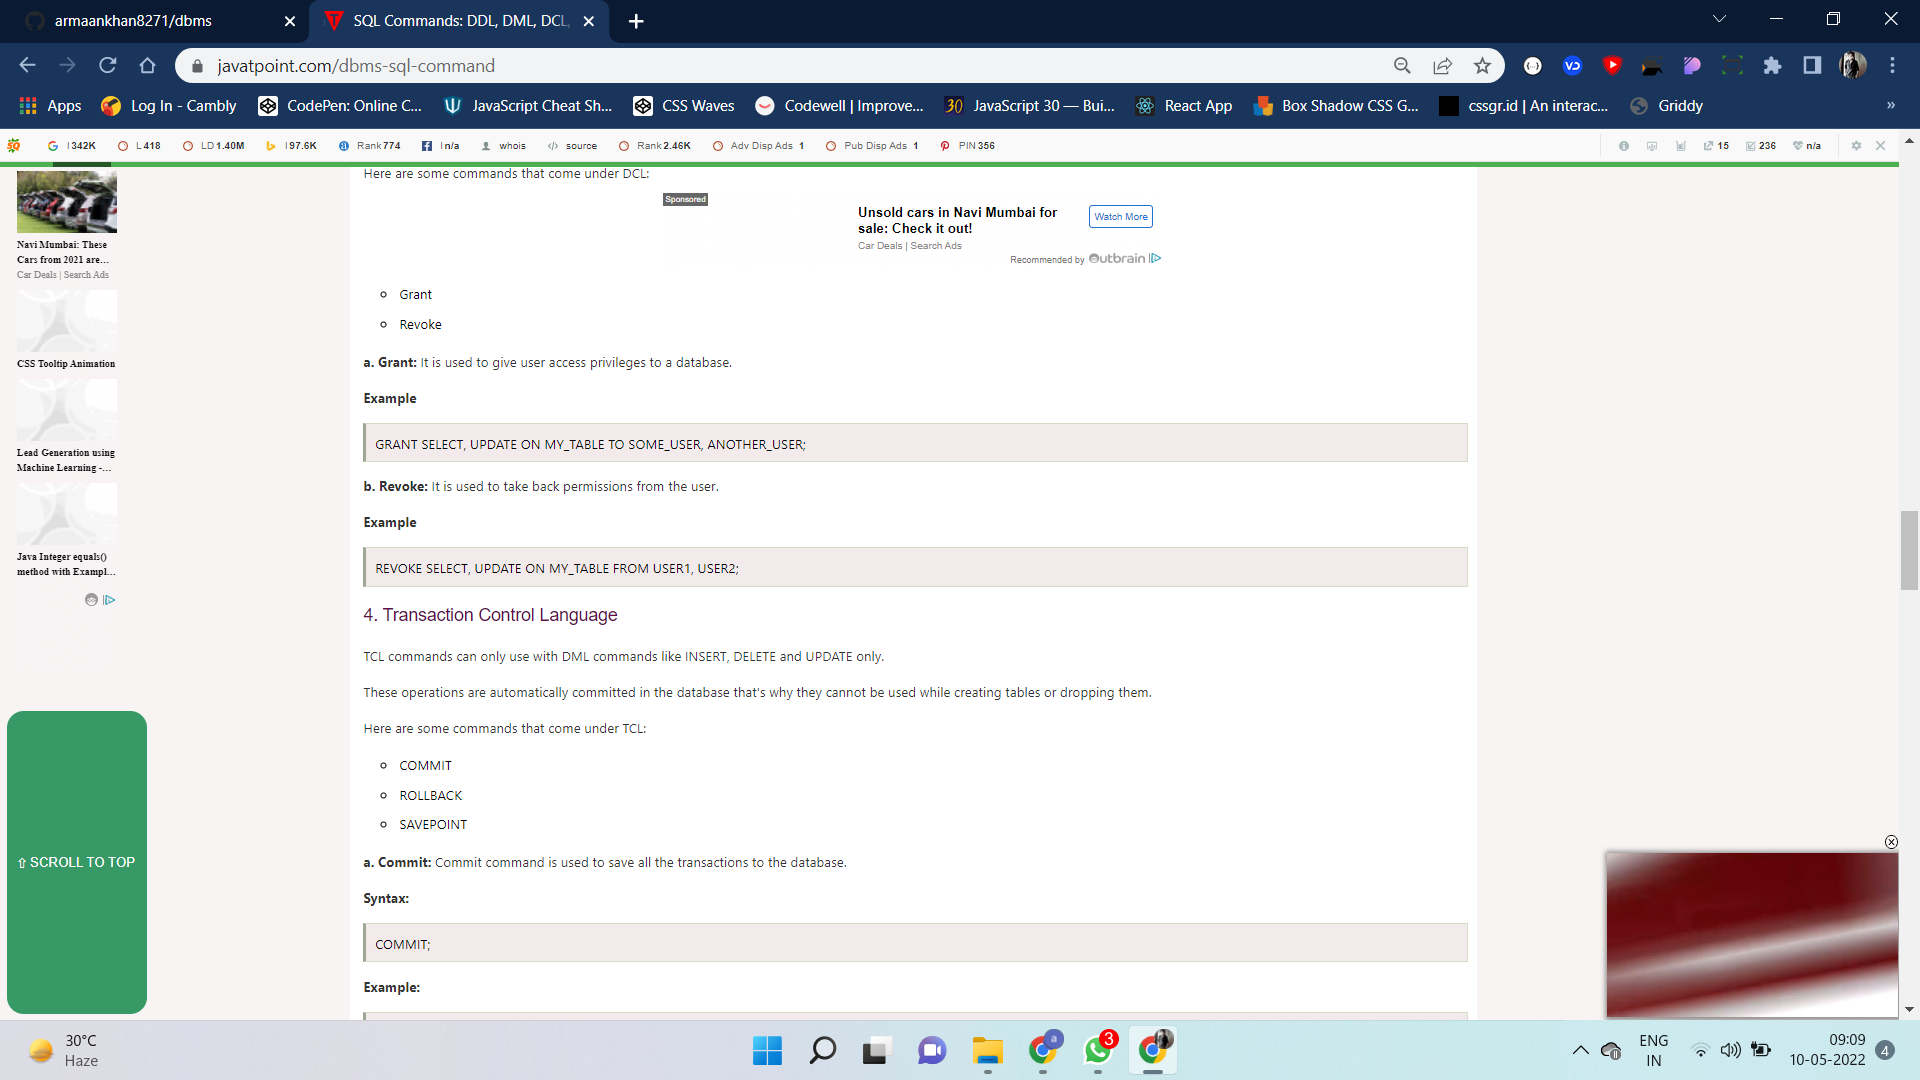 armaankhan8271/dbms
SQL Commands: DDL, DML, DCL,
javatpoint.com/dbms-sql-command
Apps
Log In - Cambly
CodePen: Online C...
JavaScript Cheat Sh...
CSS Waves
Codewell | Improve...
JavaScript 30 — Bui...
React App
Box Shadow CSS G...
cssgr.id | An interac...
Griddy
»
I 342K
L 418
LD 1.40M
I 97.6K
Rank 774
I n/a
whois
source
Rank 2.46K
Adv Disp Ads 1
Pub Disp Ads 1
PIN 356
15
236
n/a
Here are some commands that come under DCL:
Sponsored
Unsold cars in Navi Mumbai for
sale: Check it out!
Car Deals | Search Ads
Watch More
Recommended by Outbrain
Navi Mumbai: These
Cars from 2021 are...
Car Deals | Search Ads
CSS Tooltip Animation
Lead Generation using
Machine Learning -...
Java Integer equals()
method with Exampl...
⇧ SCROLL TO TOP
Grant
Revoke
a. Grant: It is used to give user access privileges to a database.
Example
GRANT SELECT, UPDATE ON MY_TABLE TO SOME_USER, ANOTHER_USER;
b. Revoke: It is used to take back permissions from the user.
Example
REVOKE SELECT, UPDATE ON MY_TABLE FROM USER1, USER2;
4. Transaction Control Language
TCL commands can only use with DML commands like INSERT, DELETE and UPDATE only.
These operations are automatically committed in the database that's why they cannot be used while creating tables or dropping them.
Here are some commands that come under TCL:
COMMIT
ROLLBACK
SAVEPOINT
a. Commit: Commit command is used to save all the transactions to the database.
Syntax:
COMMIT;
Example:
30°C
Haze
a
3
ENG
IN
09:09
10-05-2022
4